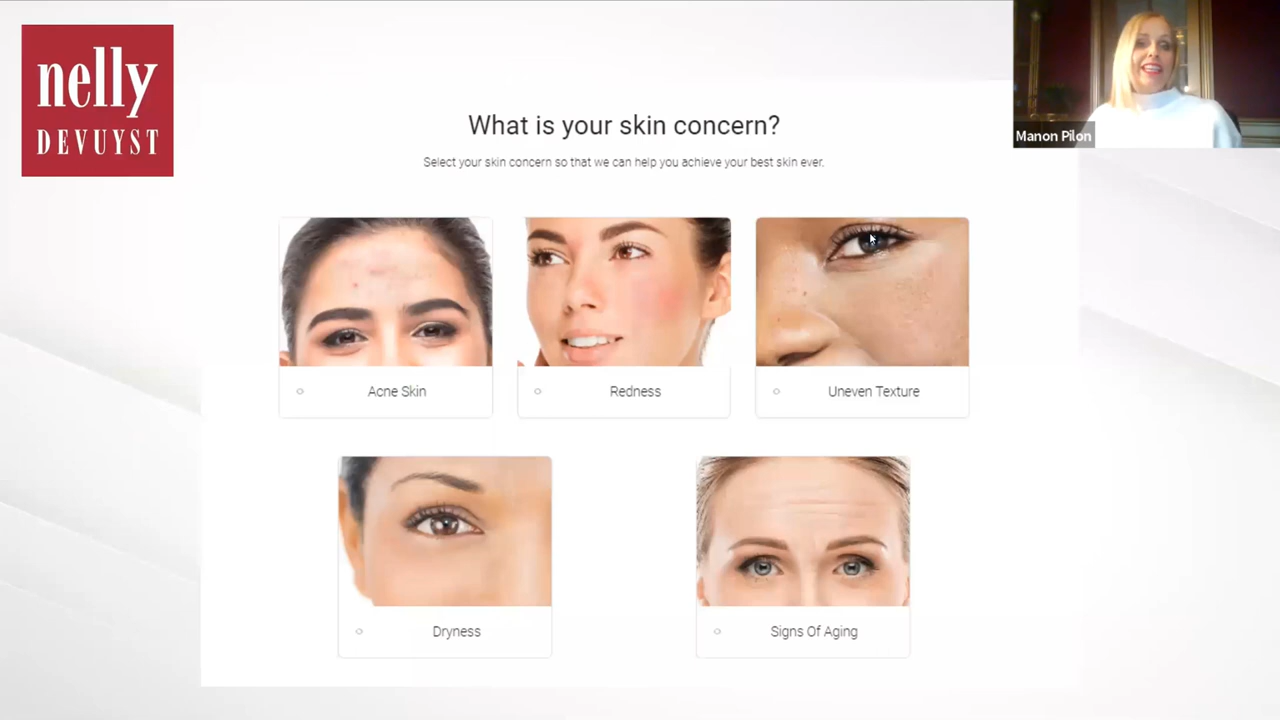 nelly
DEVUYST
What is your skin concern?
Select your skin concern so that we can help you achieve your best skin ever.
Manon Pilon
Acne Skin
Redness
Uneven Texture
Dryness
Signs Of Aging